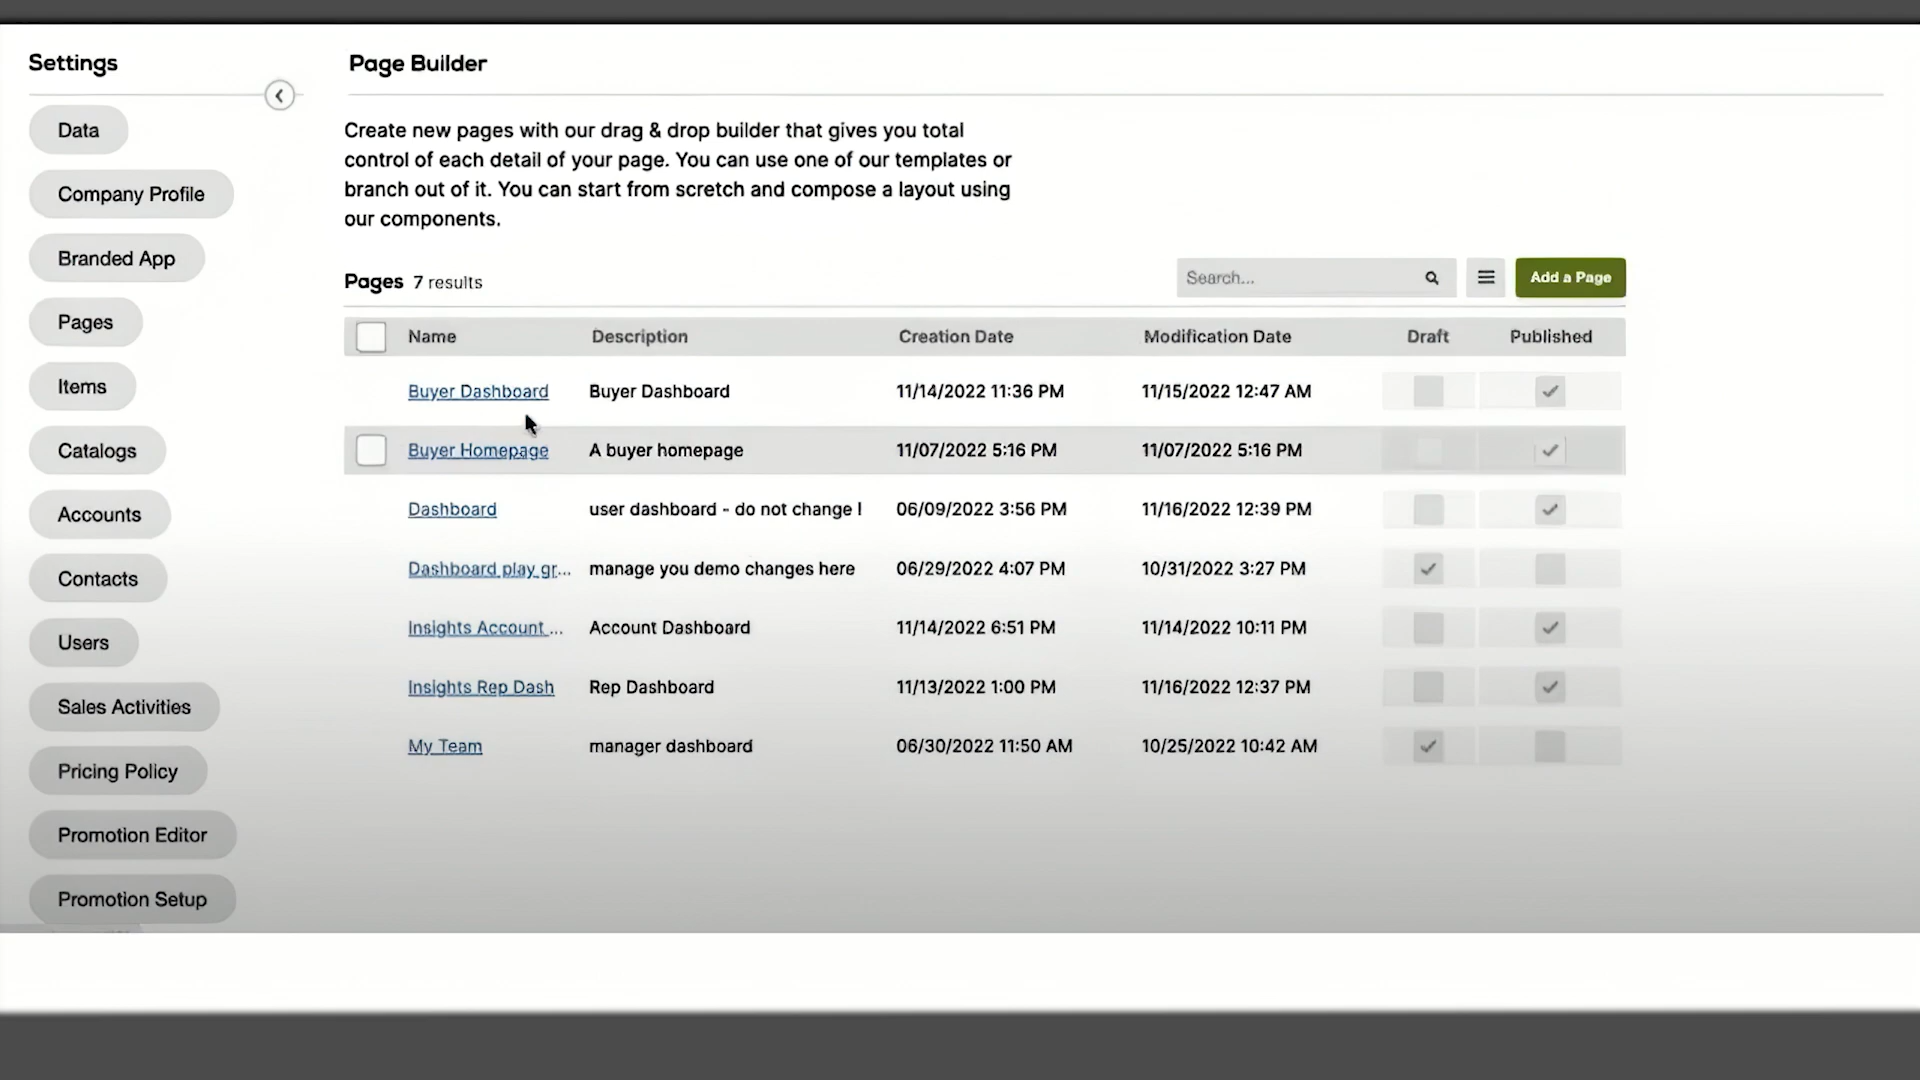 Settings
Page Builder
Data
Company Profile
Branded App
Pages
Items
Catalogs
Accounts
Contacts
Users
Sales Activities
Pricing Policy
Promotion Editor
Promotion Setup
Create new pages with our drag & drop builder that gives you total
control of each detail of your page. You can use one of our templates or
branch out of it. You can start from scratch and compose a layout using
our components.
Pages 7 results
Search...
Add a Page
Name Description Creation Date Modification Date Draft Published
Buyer Dashboard Buyer Dashboard 11/14/2022 11:36 PM 11/15/2022 12:47 AM
Buyer Homepage A buyer homepage 11/07/2022 5:16 PM 11/07/2022 5:16 PM
Dashboard user dashboard - do not change ! 06/09/2022 3:56 PM 11/16/2022 12:39 PM
Dashboard play gr... manage you demo changes here 06/29/2022 4:07 PM 10/31/2022 3:27 PM
Insights Account ... Account Dashboard 11/14/2022 6:51 PM 11/14/2022 10:11 PM
Insights Rep Dash Rep Dashboard 11/13/2022 1:00 PM 11/16/2022 12:37 PM
My Team manager dashboard 06/30/2022 11:50 AM 10/25/2022 10:42 AM